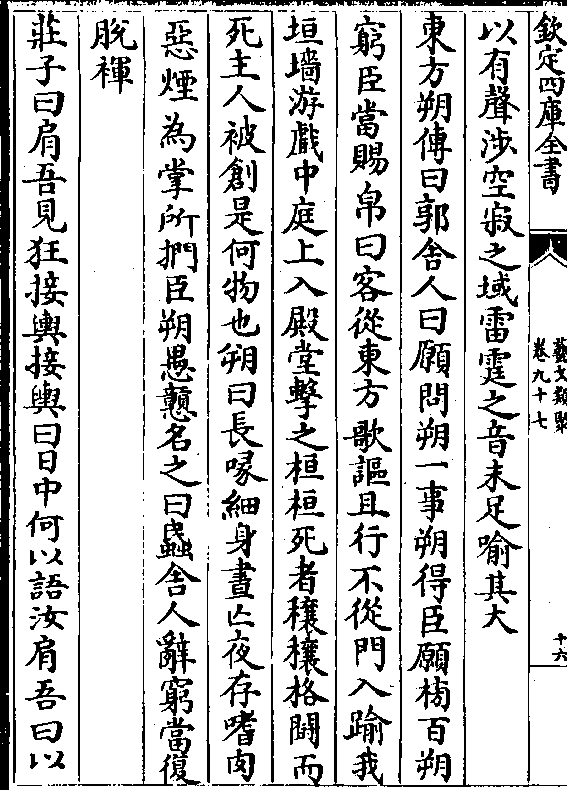 欽定四庫全書
藝文類聚
卷九十七
十六
以有聲涉空寂之域雷霆之音未足喻其大
東方朔傳曰郭舍人曰願問朔一事朔得臣願榜百朔
窮臣當賜帛曰客從東方歌謳且行不從門入踰我
垣墻游戲中庭上入殿堂擊之桓桓死者穰穰格鬭而
死主人被創是何物也朔曰長喙細身晝亡夜存嗜肉
惡煙為掌所捫臣朔愚戇名之曰蟁舍人辭窮當復
脫褌
莊子曰肩吾見狂接輿接輿曰日中何以語汝肩吾曰以